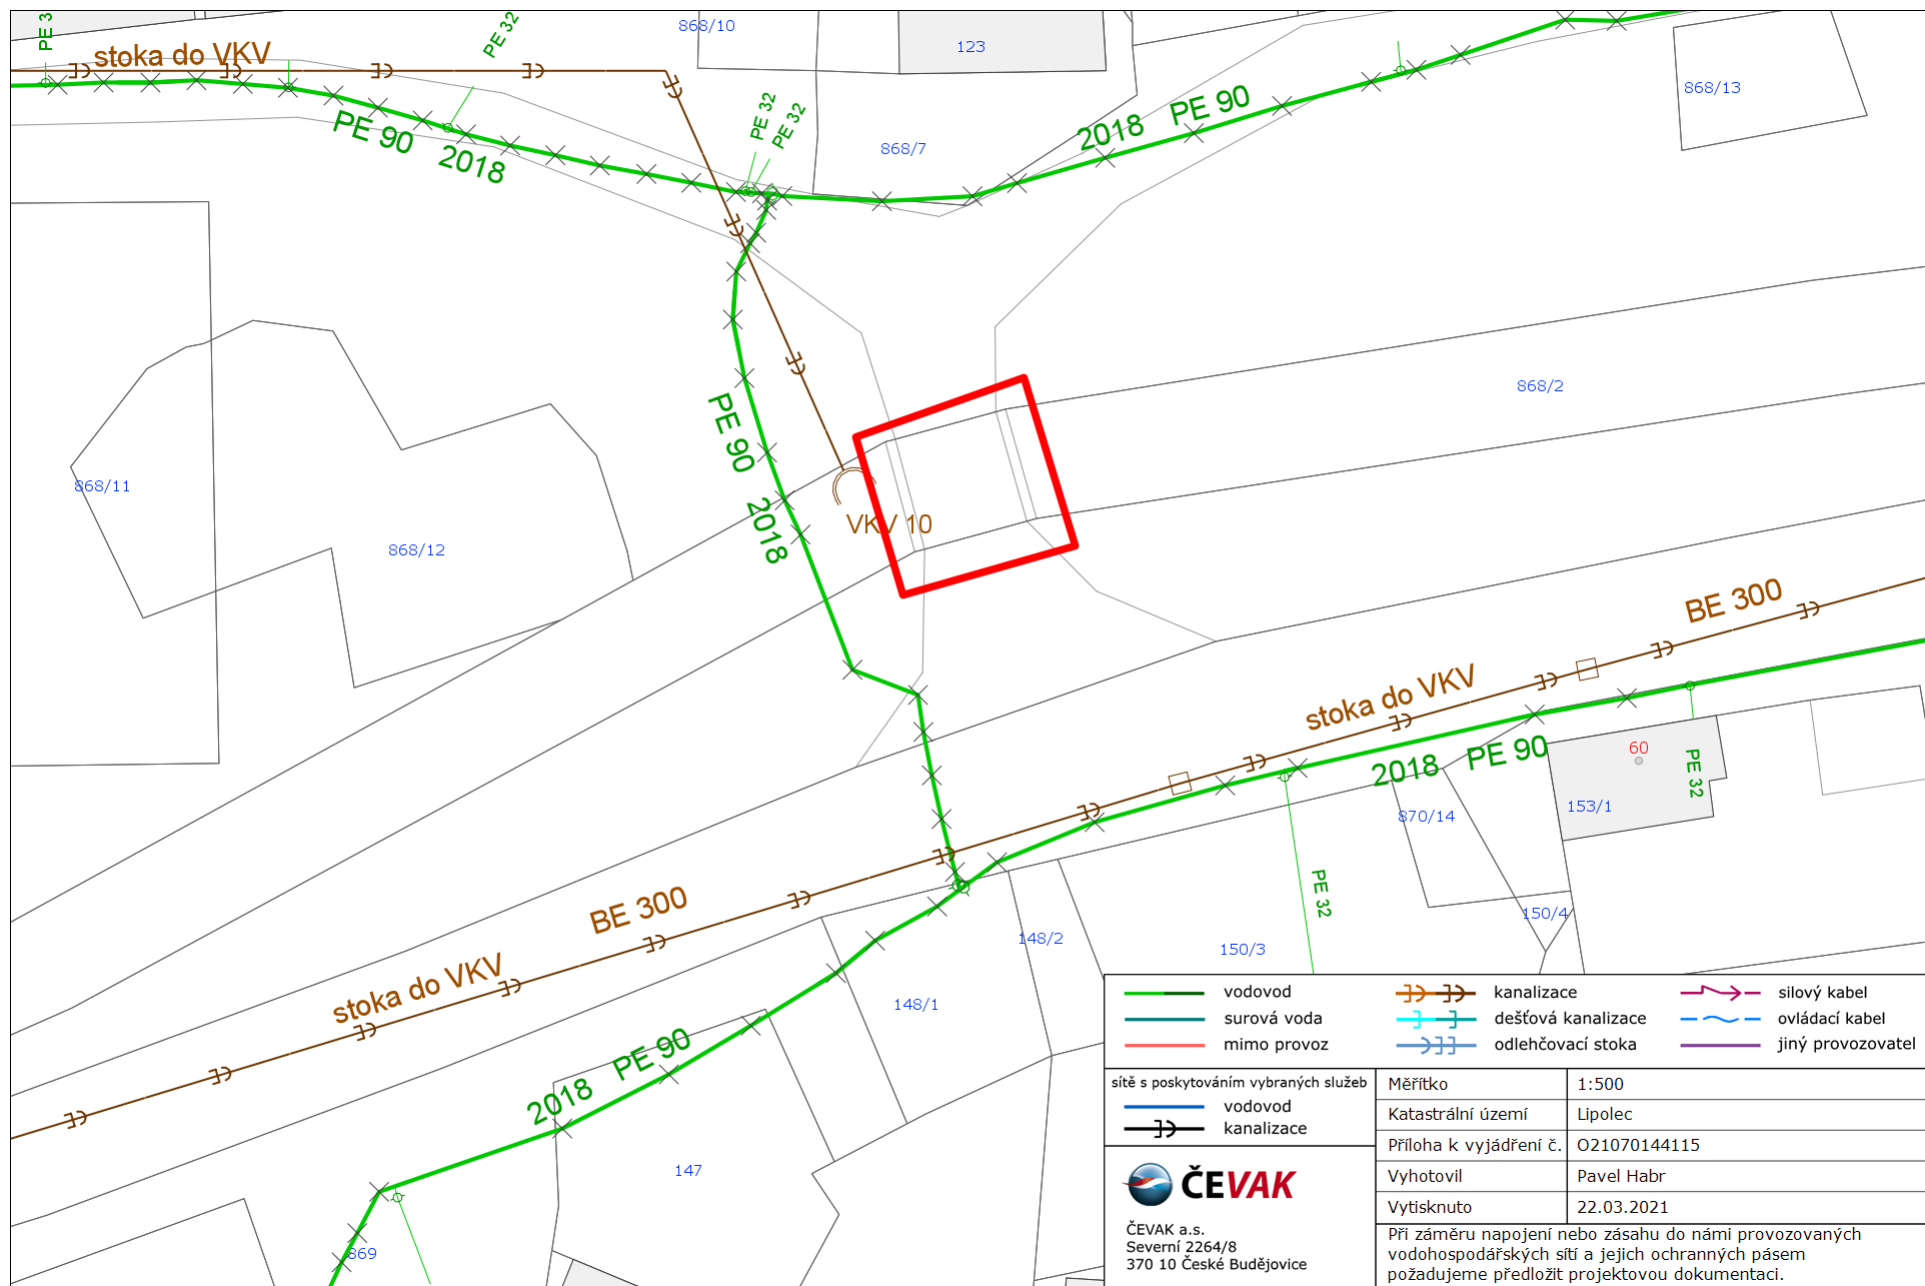 PE 3
stoka do VKV
PE 32
868/10
123
868/13
PE 90 2018
PE 32
PE 32
868/7
2018 PE 90
868/2
868/11
868/12
PE 90 2018
VKV 10
BE 300
stoka do VKV
2018 PE 90
60
PE 32
153/1
870/14
150/4
PE 32
BE 300
stoka do VKV
148/2
150/3
148/1
2018 PE 90
147
869
vodovod
surová voda
mimo provoz
kanalizace
dešťová kanalizace
odlehčovací stoka
silový kabel
ovládací kabel
jiný provozovatel
sítě s poskytováním vybraných služeb
vodovod
kanalizace
Měřítko 1:500
Katastrální území Lipolec
Příloha k vyjádření č. O21070144115
Vyhotovil Pavel Habr
Vytisknuto 22.03.2021
ČEVAK
ČEVAK a.s.
Severní 2264/8
370 10 České Budějovice
Při záměru napojení nebo zásahu do námi provozovaných
vodohospodářských sítí a jejich ochranných pásem
požadujeme předložit projektovou dokumentaci.